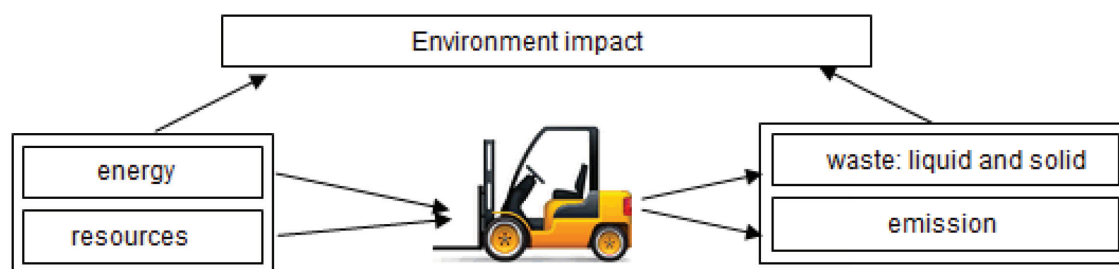 Environment impact
energy
resources
waste: liquid and solid
emission